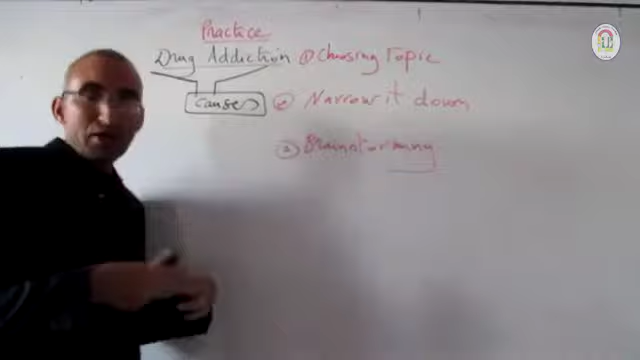 Practice
Drug Addiction ① Choosing Topic
Causes ② Narrow it down
③ Brainstorming